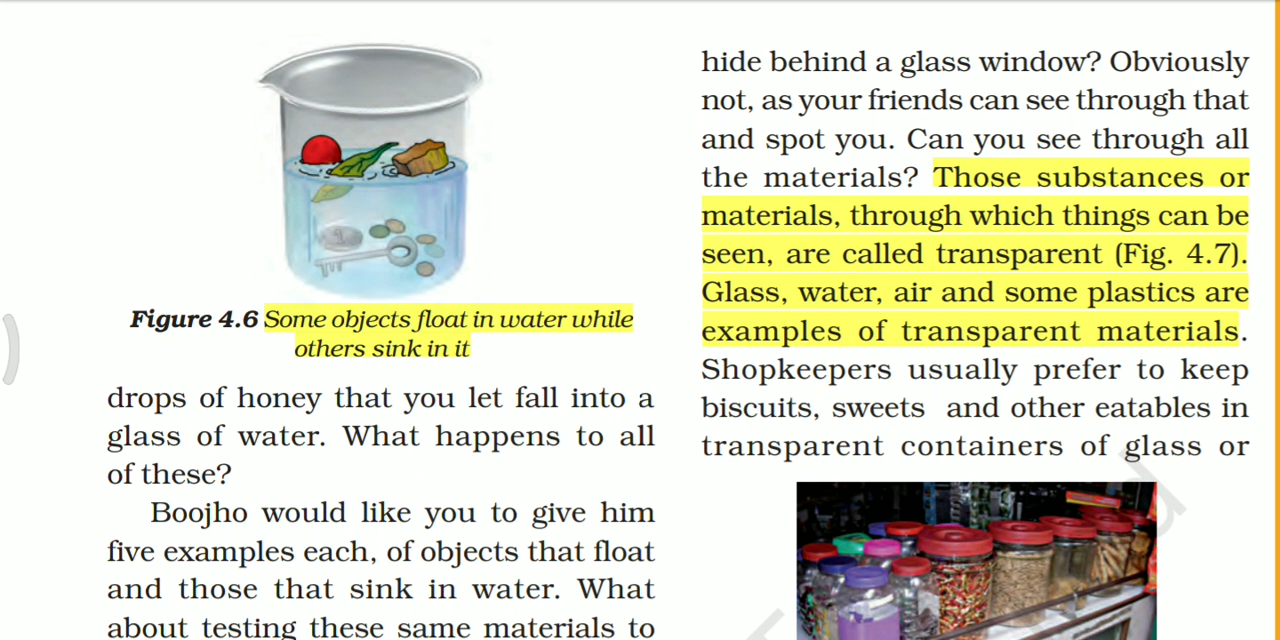 Figure 4.6 Some objects float in water while
others sink in it
drops of honey that you let fall into a
glass of water. What happens to all
of these?
Boojho would like you to give him
five examples each, of objects that float
and those that sink in water. What
about testing these same materials to
hide behind a glass window? Obviously
not, as your friends can see through that
and spot you. Can you see through all
the materials? Those substances or
materials, through which things can be
seen, are called transparent (Fig. 4.7).
Glass, water, air and some plastics are
examples of transparent materials.
Shopkeepers usually prefer to keep
biscuits, sweets and other eatables in
transparent containers of glass or